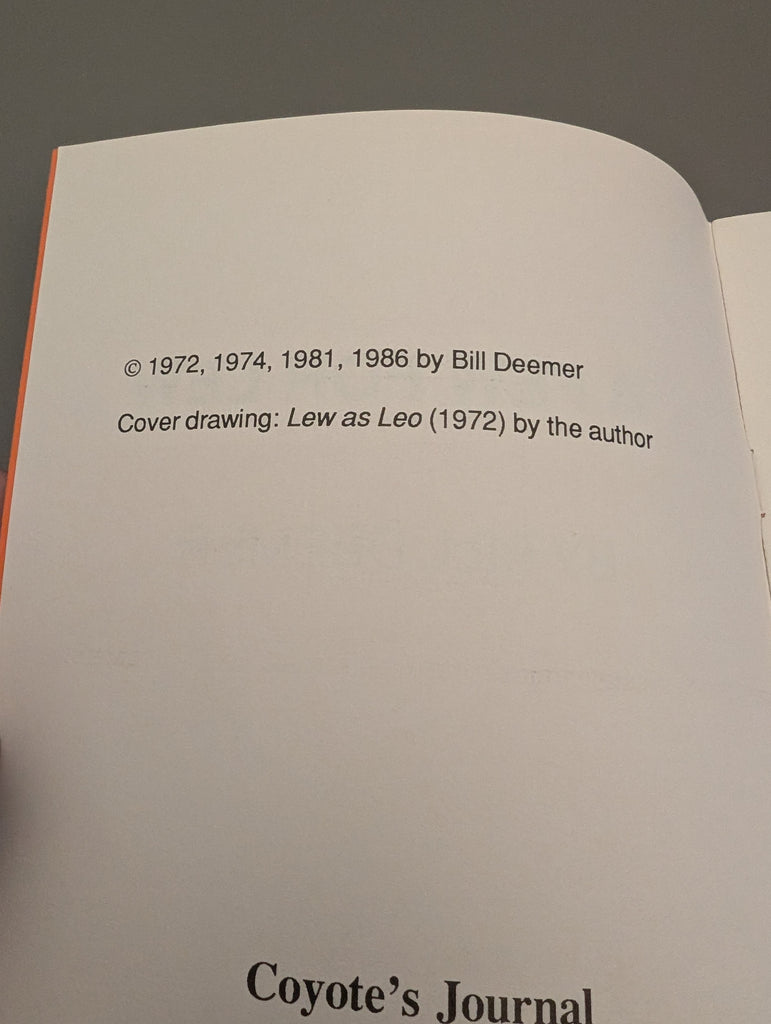 © 1972, 1974, 1981, 1986 by Bill Deemer
Cover drawing: Lew as Leo (1972) by the author
Coyote's Journal